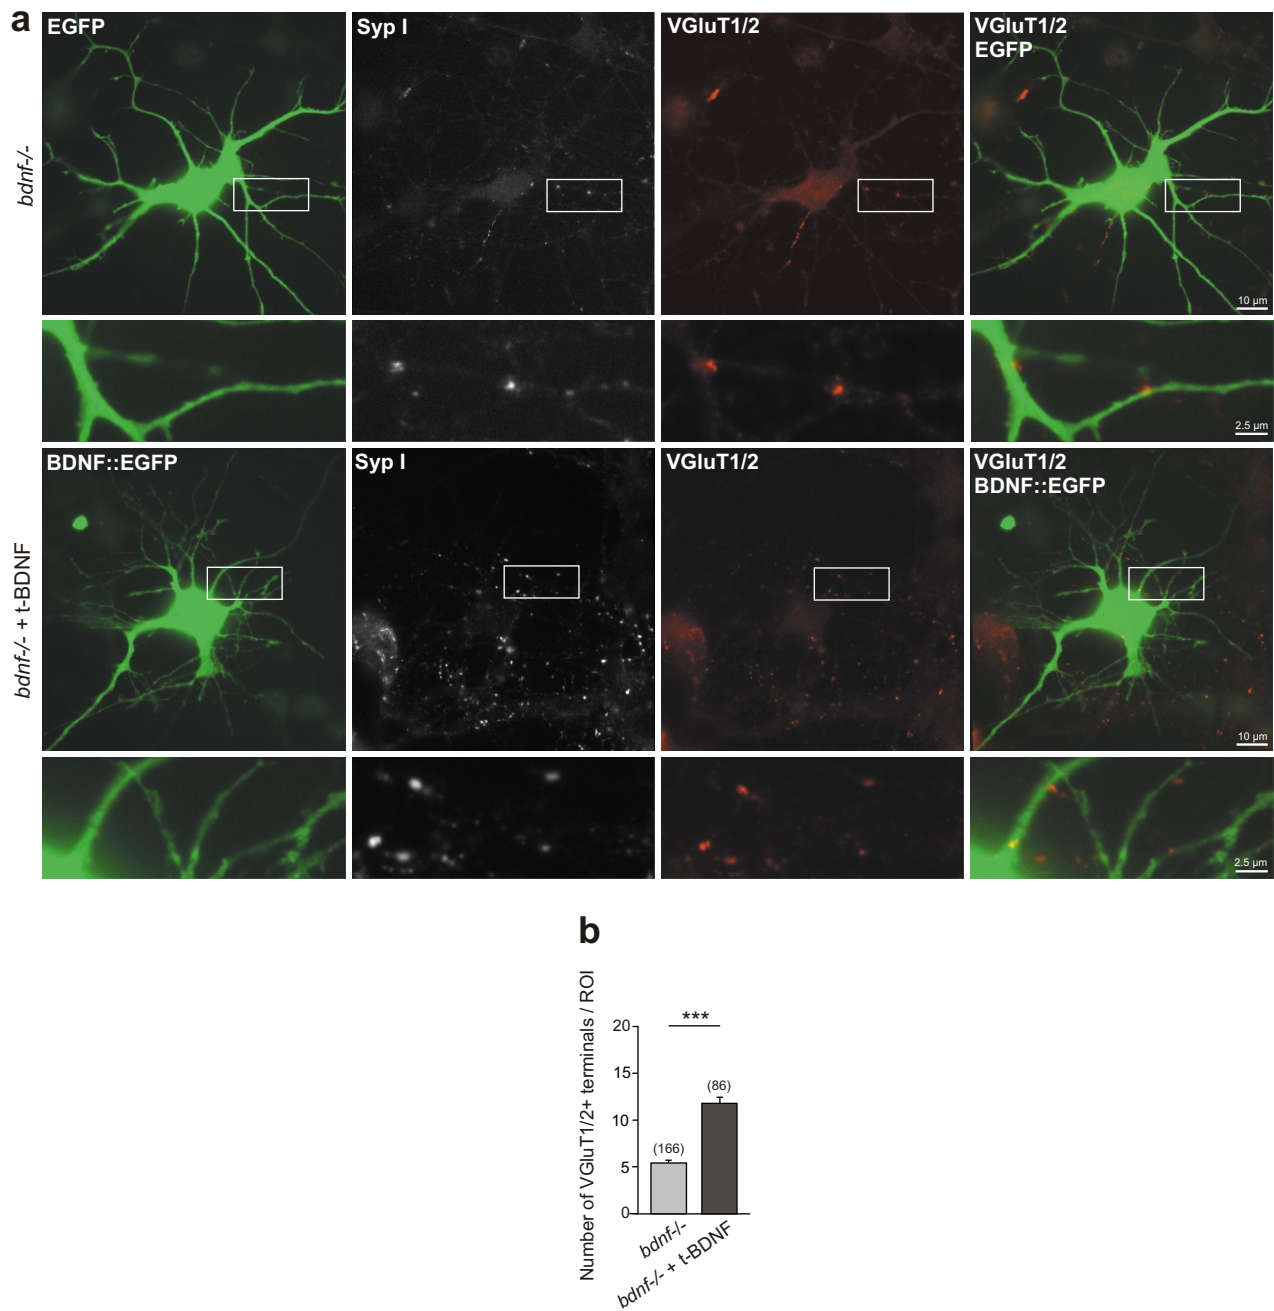 a
EGFP
Syp I
VGluT1/2
VGluT1/2
EGFP
bdnf-/-
10 µm
2.5 µm
BDNF::EGFP
Syp I
VGluT1/2
VGluT1/2
BDNF::EGFP
bdnf-/- + t-BDNF
10 µm
2.5 µm
b
Number of VGluT1/2+ terminals / ROI
20
15
10
5
0
***
(166)
(86)
bdnf-/-
bdnf-/- + t-BDNF